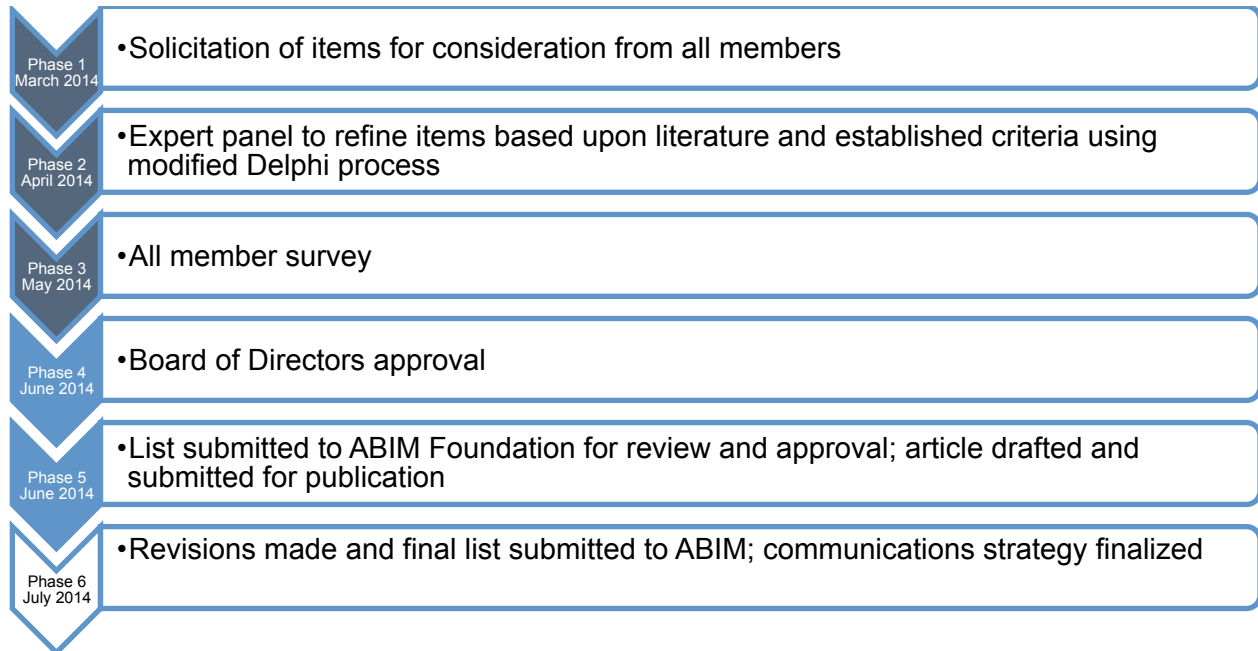 Phase 1
March 2014
•Solicitation of items for consideration from all members
Phase 2
April 2014
•Expert panel to refine items based upon literature and established criteria using
modified Delphi process
Phase 3
May 2014
•All member survey
Phase 4
June 2014
•Board of Directors approval
Phase 5
June 2014
•List submitted to ABIM Foundation for review and approval; article drafted and
submitted for publication
Phase 6
July 2014
•Revisions made and final list submitted to ABIM; communications strategy finalized